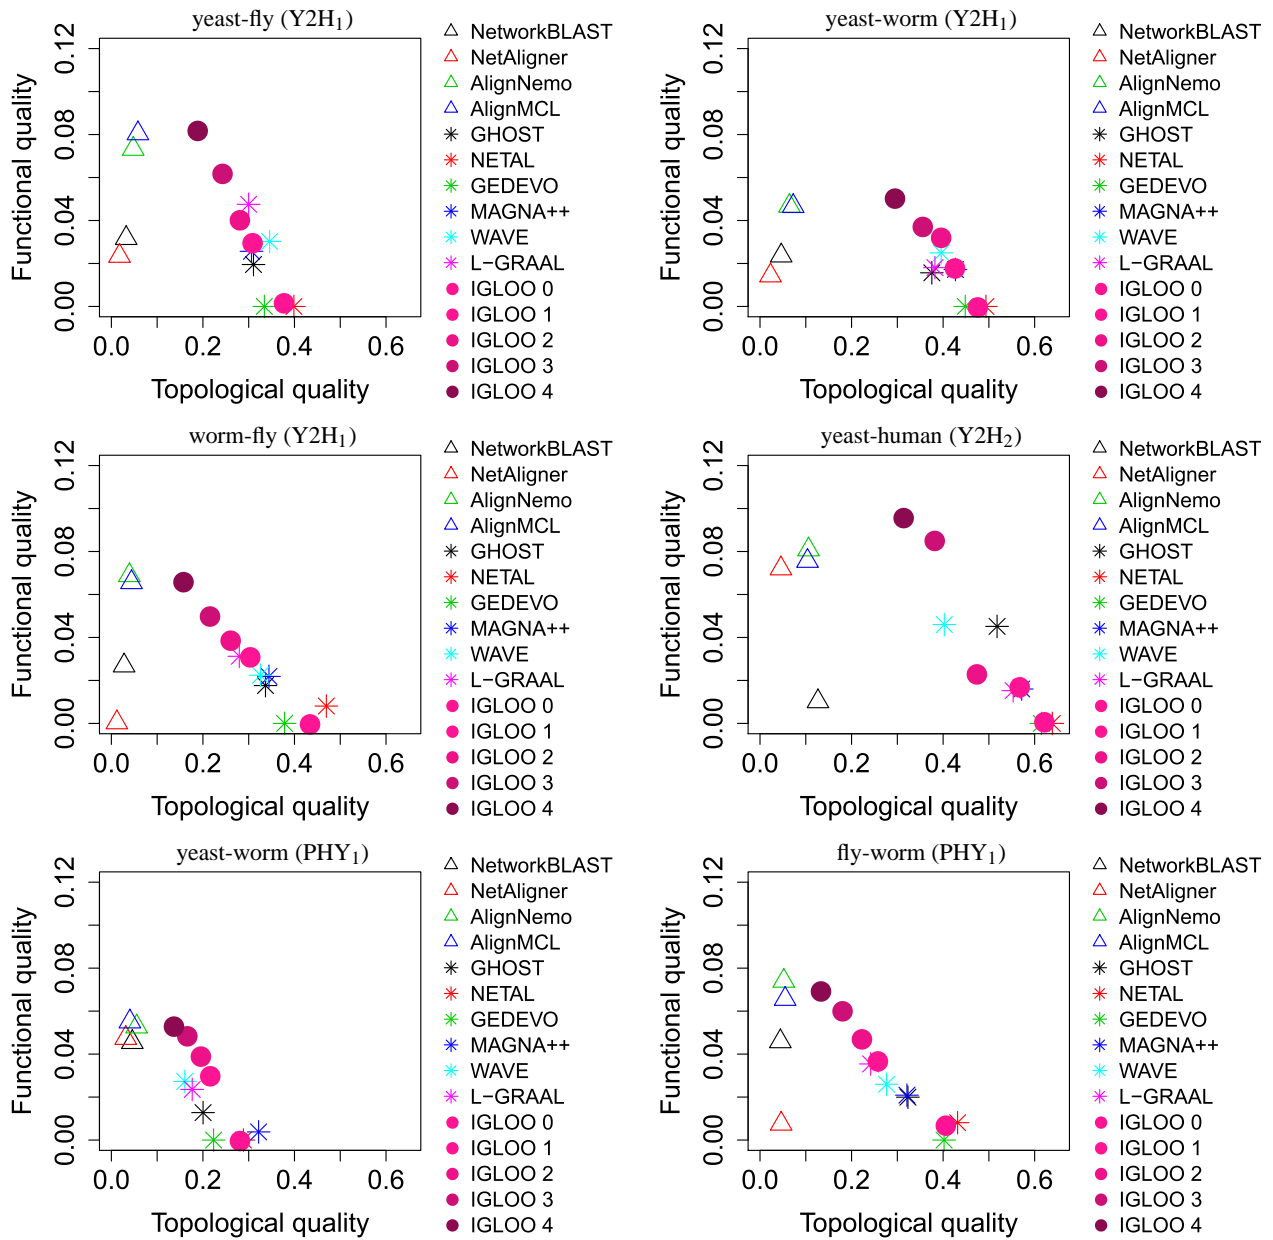 yeast-fly (Y2H1)
Functional quality
0.00 0.04 0.08 0.12
0.0 0.2 0.4 0.6
Topological quality
NetworkBLAST
NetAligner
AlignNemo
AlignMCL
GHOST
NETAL
GEDEVO
MAGNA++
WAVE
L−GRAAL
IGLOO 0
IGLOO 1
IGLOO 2
IGLOO 3
IGLOO 4
yeast-worm (Y2H1)
Functional quality
0.00 0.04 0.08 0.12
0.0 0.2 0.4 0.6
Topological quality
NetworkBLAST
NetAligner
AlignNemo
AlignMCL
GHOST
NETAL
GEDEVO
MAGNA++
WAVE
L−GRAAL
IGLOO 0
IGLOO 1
IGLOO 2
IGLOO 3
IGLOO 4
worm-fly (Y2H1)
Functional quality
0.00 0.04 0.08 0.12
0.0 0.2 0.4 0.6
Topological quality
NetworkBLAST
NetAligner
AlignNemo
AlignMCL
GHOST
NETAL
GEDEVO
MAGNA++
WAVE
L−GRAAL
IGLOO 0
IGLOO 1
IGLOO 2
IGLOO 3
IGLOO 4
yeast-human (Y2H2)
Functional quality
0.00 0.04 0.08 0.12
0.0 0.2 0.4 0.6
Topological quality
NetworkBLAST
NetAligner
AlignNemo
AlignMCL
GHOST
NETAL
GEDEVO
MAGNA++
WAVE
L−GRAAL
IGLOO 0
IGLOO 1
IGLOO 2
IGLOO 3
IGLOO 4
yeast-worm (PHY1)
Functional quality
0.00 0.04 0.08 0.12
0.0 0.2 0.4 0.6
Topological quality
NetworkBLAST
NetAligner
AlignNemo
AlignMCL
GHOST
NETAL
GEDEVO
MAGNA++
WAVE
L−GRAAL
IGLOO 0
IGLOO 1
IGLOO 2
IGLOO 3
IGLOO 4
fly-worm (PHY1)
Functional quality
0.00 0.04 0.08 0.12
0.0 0.2 0.4 0.6
Topological quality
NetworkBLAST
NetAligner
AlignNemo
AlignMCL
GHOST
NETAL
GEDEVO
MAGNA++
WAVE
L−GRAAL
IGLOO 0
IGLOO 1
IGLOO 2
IGLOO 3
IGLOO 4